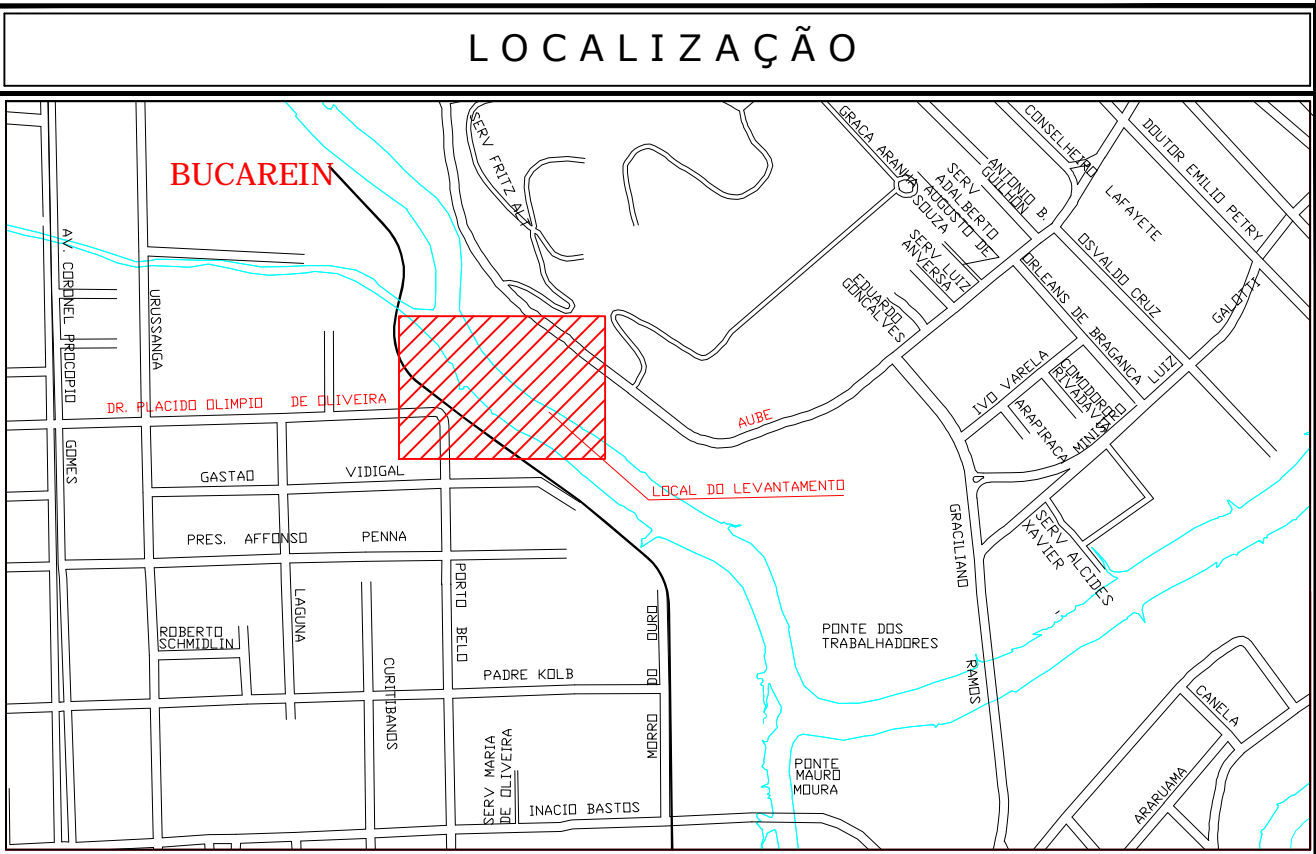 LOCALIZAÇÃO
BUCAREIN
SERV FRITZ ALT
GRACA ARANHA
CONSELHEIRO
LAFAYETE
DOUTOR EMILIO PETRY
ANTONIO B.
GUILHON
SERV
ADALBERTO
AUGUSTO DE
SOUZA
SERV LUIZ
ANVERSA
EDUARDO
GONCALVES
OSVALDO CRUZ
ORLEANS DE BRAGANCA
GALOTTI
LUIZ
MINIS
AV. CORONEL PROCOPIO
GOMES
URUSSANGA
IVO VARELA
COMODORO
RIVADAVIA
ARAPIRACA
DR. PLACIDO OLIMPIO DE OLIVEIRA
AUBE
GASTAO VIDIGAL
LOCAL DO LEVANTAMENTO
PRES. AFFONSO PENNA
GRACILIANO
RAMOS
SERV ALCIDES
XAVIER
PORTO BELO
LAGUNA
ROBERTO
SCHMIDLIN
CURITIBANOS
PADRE KOLB
MORRO DO OURO
PONTE DOS
TRABALHADORES
SERV MARIA
DE OLIVEIRA
INACIO BASTOS
PONTE
MAURO
MOURA
CANELA
ARARUAMA